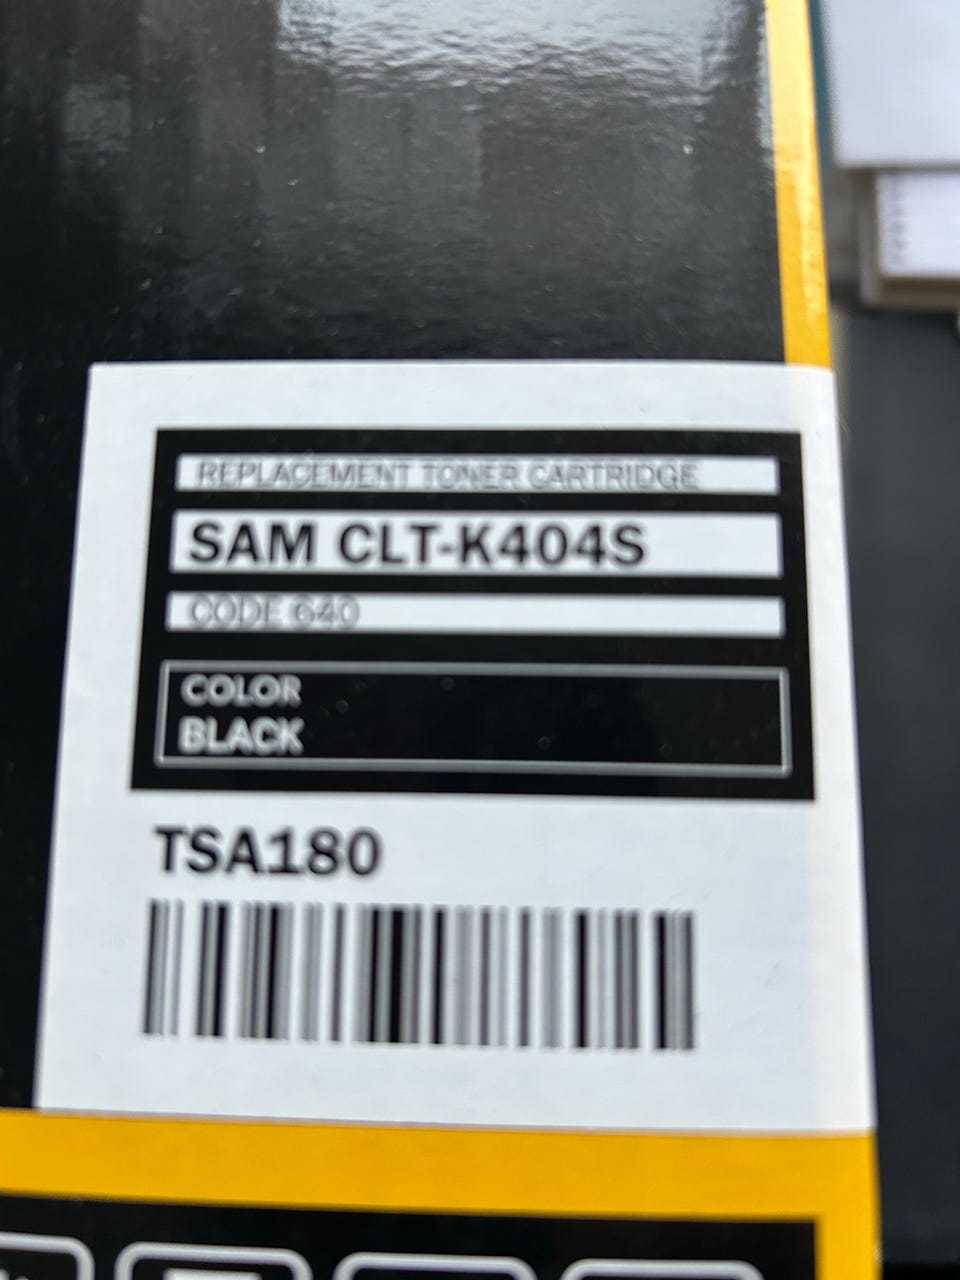 REPLACEMENT TONER CARTRIDGE
SAM CLT-K404S
CODE 640
COLOR
BLACK
TSA180